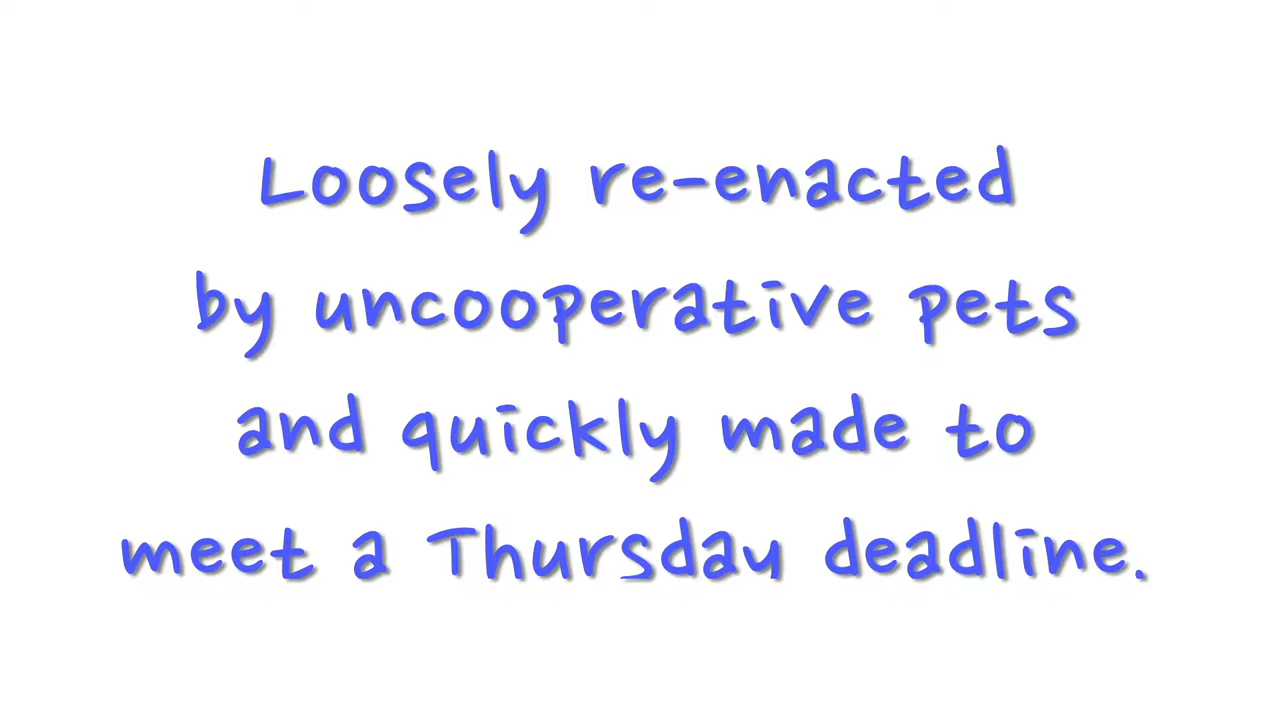 Loosely re-enacted
by uncooperative pets
and quickly made to
meet a Thursday deadline.